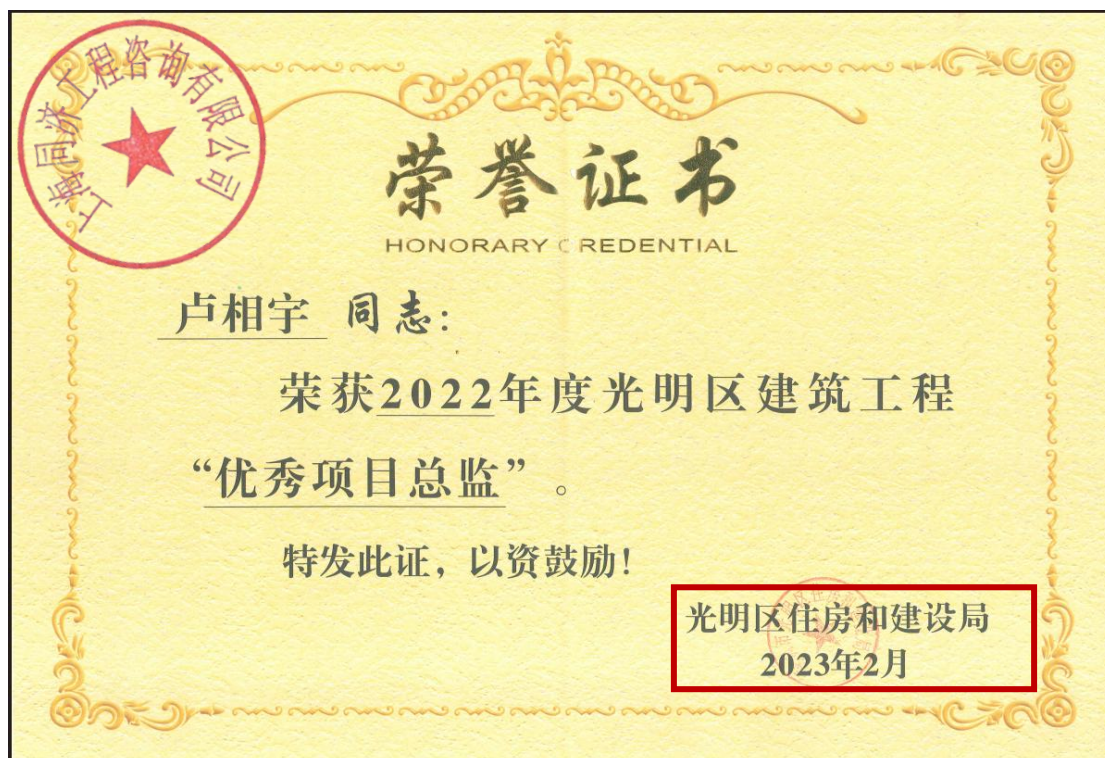 上海同济工程咨询有限公司
荣誉证书
HONORARY CREDENTIAL
卢相宇 同志:
荣获2022年度光明区建筑工程
“优秀项目总监”。
特发此证，以资鼓励!
光明区住房和建设局
2023年2月